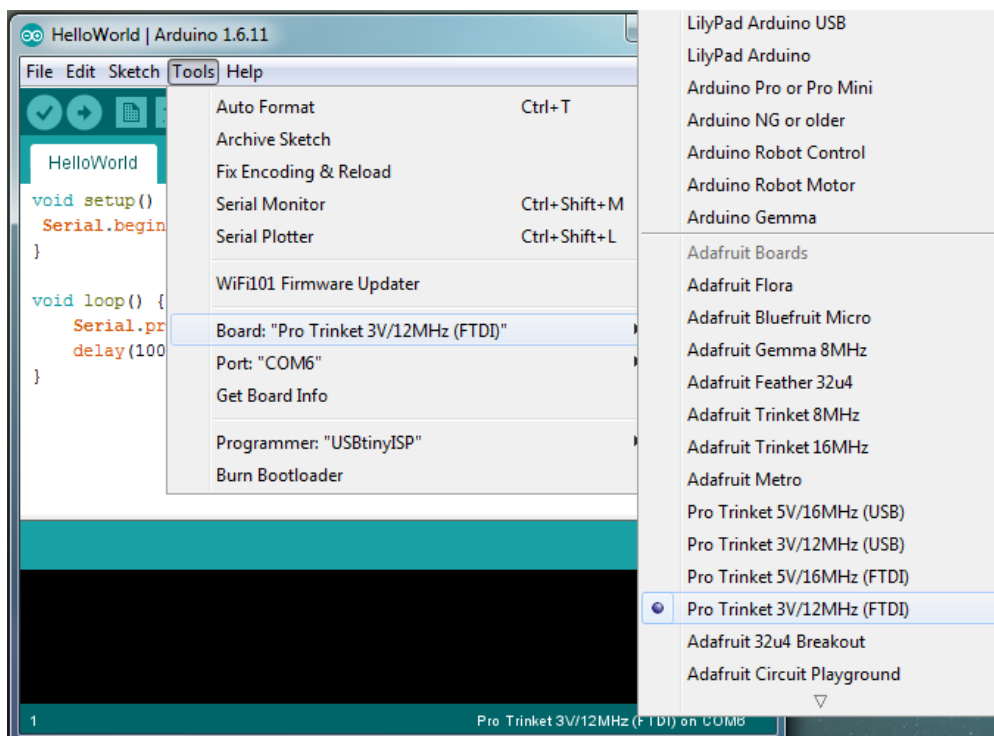 HelloWorld | Arduino 1.6.11
File Edit Sketch Tools Help
HelloWorld
void setup()
Serial.begin
}
void loop() {
Serial.pr
delay(100
}
Auto Format Ctrl+T
Archive Sketch
Fix Encoding & Reload
Serial Monitor Ctrl+Shift+M
Serial Plotter Ctrl+Shift+L
WiFi101 Firmware Updater
Board: "Pro Trinket 3V/12MHz (FTDI)"
Port: "COM6"
Get Board Info
Programmer: "USBtinyISP"
Burn Bootloader
LilyPad Arduino USB
LilyPad Arduino
Arduino Pro or Pro Mini
Arduino NG or older
Arduino Robot Control
Arduino Robot Motor
Arduino Gemma
Adafruit Boards
Adafruit Flora
Adafruit Bluefruit Micro
Adafruit Gemma 8MHz
Adafruit Feather 32u4
Adafruit Trinket 8MHz
Adafruit Trinket 16MHz
Adafruit Metro
Pro Trinket 5V/16MHz (USB)
Pro Trinket 3V/12MHz (USB)
Pro Trinket 5V/16MHz (FTDI)
Pro Trinket 3V/12MHz (FTDI)
Adafruit 32u4 Breakout
Adafruit Circuit Playground
1 Pro Trinket 3V/12MHz (FTDI) on COM6